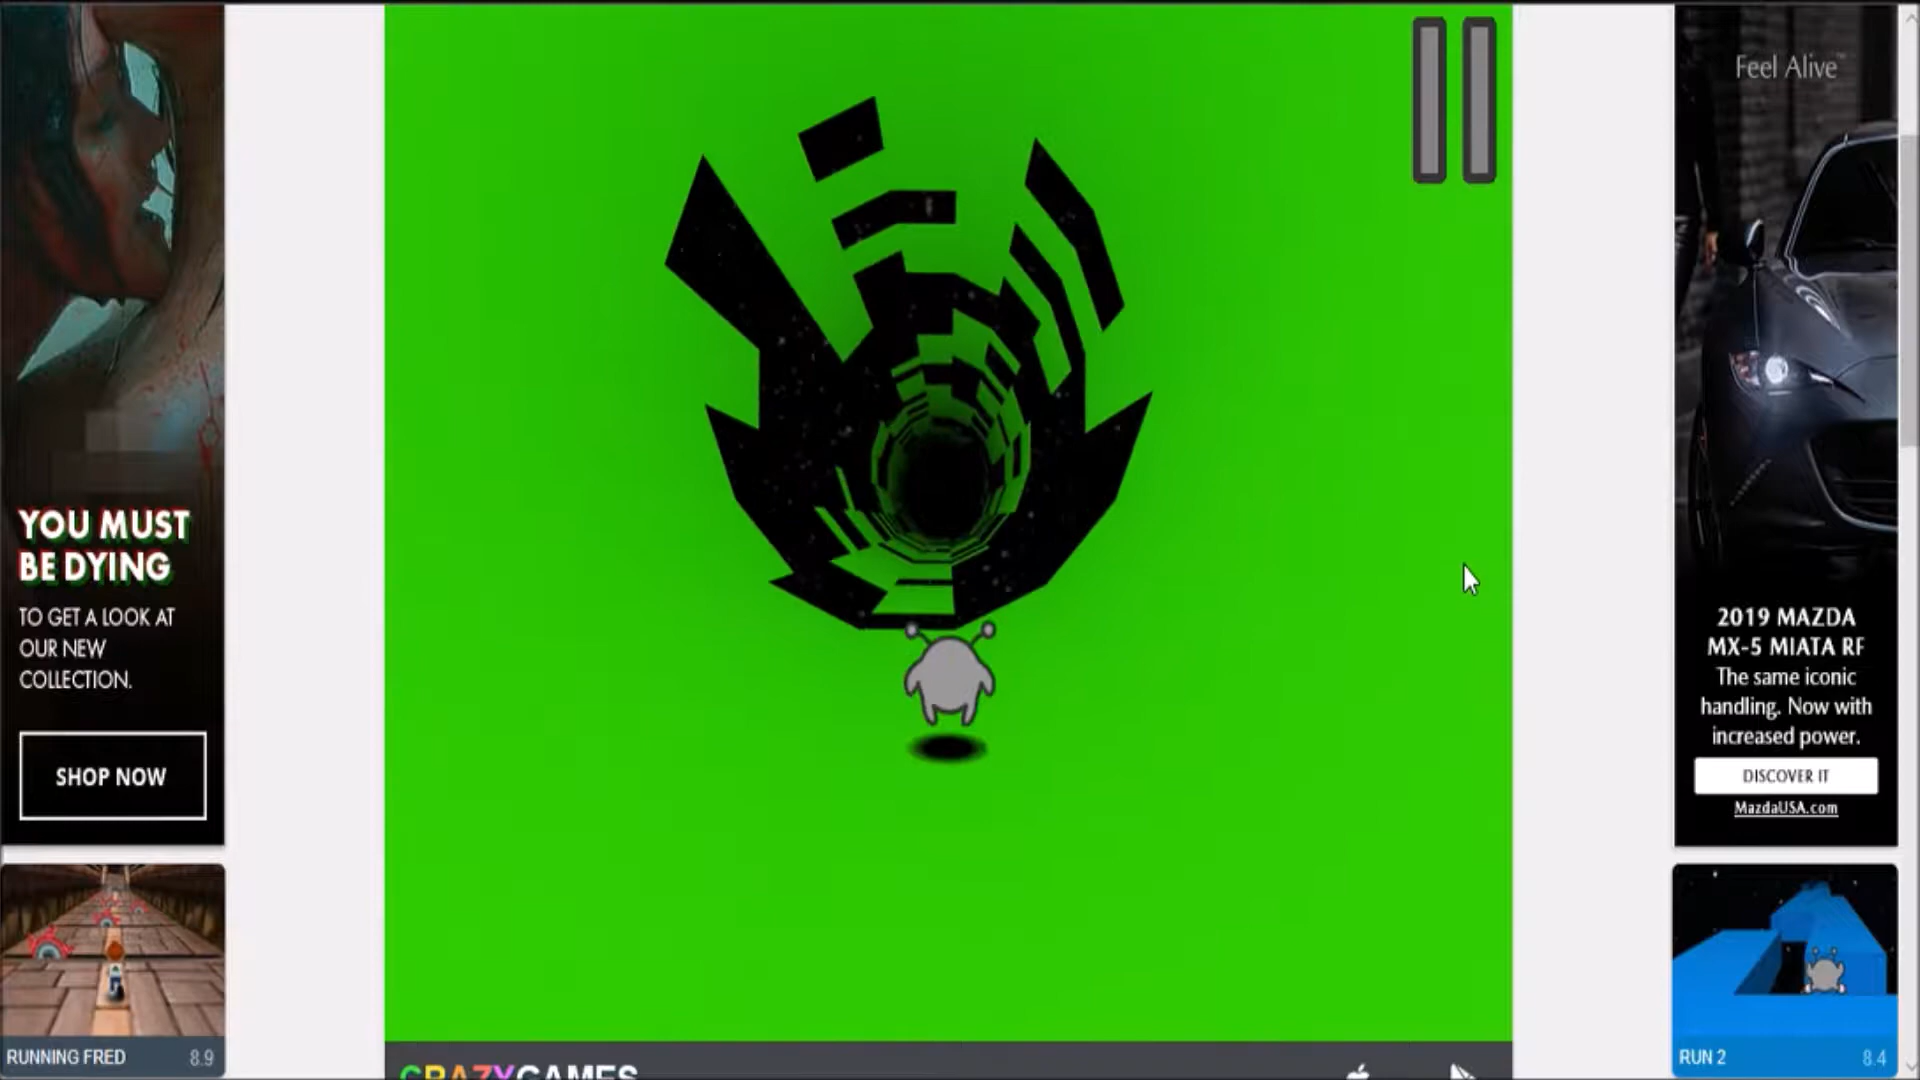 YOU MUST
BE DYING
TO GET A LOOK AT
OUR NEW
COLLECTION.
SHOP NOW
RUNNING FRED 8.9
CRAZYGAMES
Feel Alive™
2019 MAZDA
MX-5 MIATA RF
The same iconic
handling. Now with
increased power.
DISCOVER IT
MazdaUSA.com
RUN 2 8.4